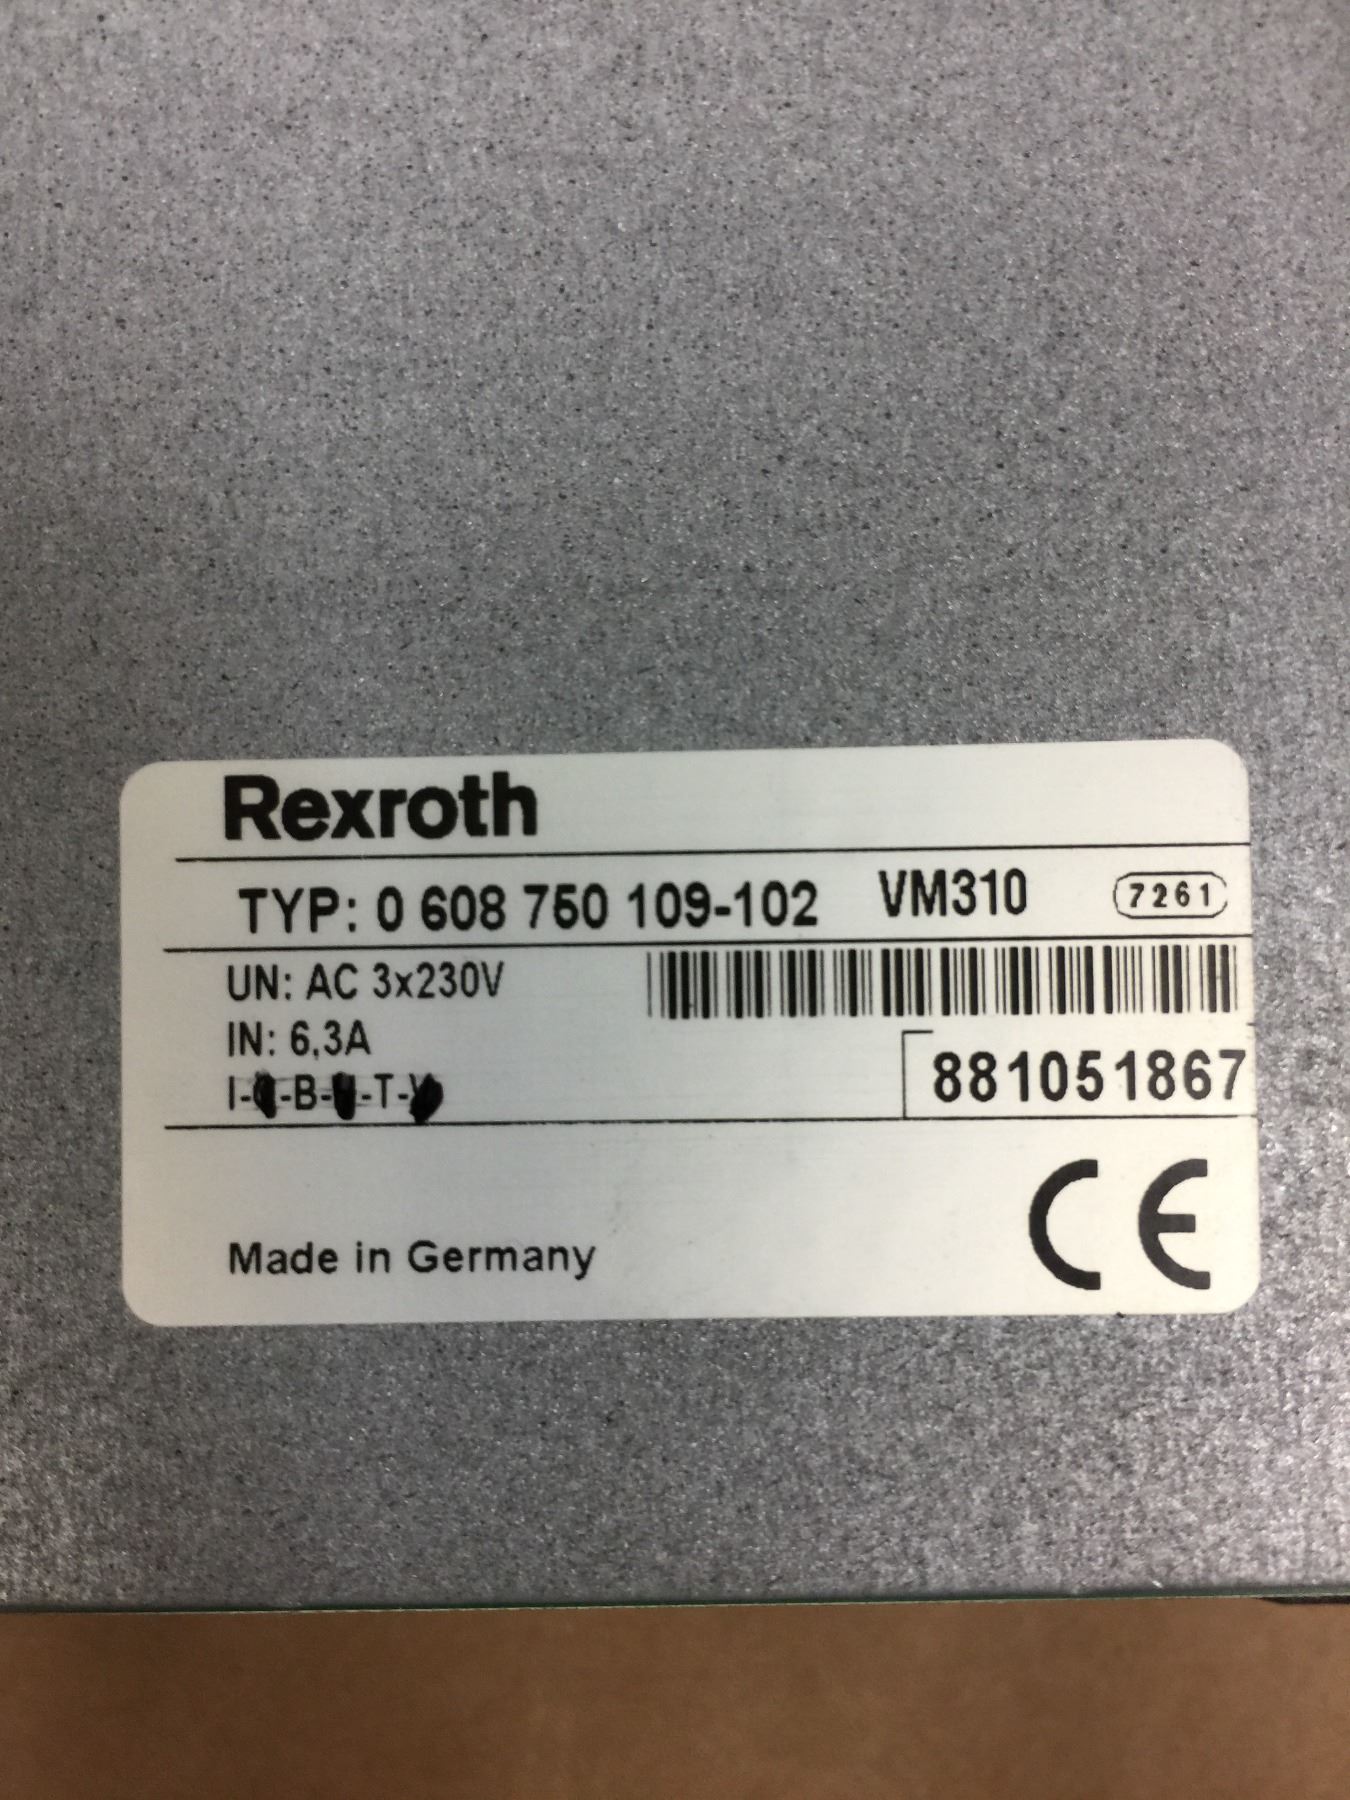 Rexroth
TYP: 0 608 750 109-102 VM310 7261
UN: AC 3x230V
IN: 6,3A
881051867
Made in Germany
CE